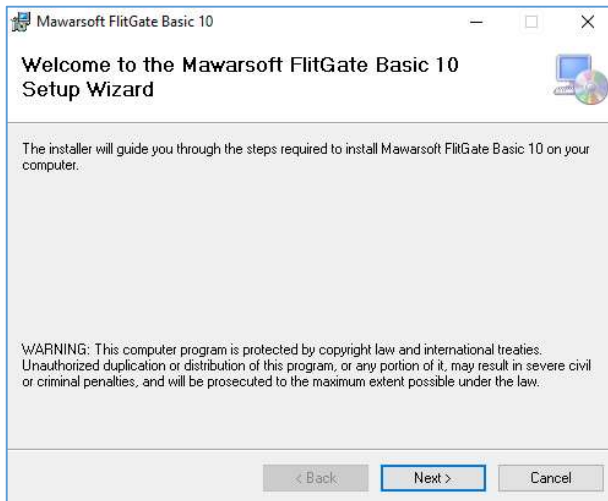 Mawarsoft FlitGate Basic 10
Welcome to the Mawarsoft FlitGate Basic 10
Setup Wizard
The installer will guide you through the steps required to install Mawarsoft FlitGate Basic 10 on your
computer.
WARNING: This computer program is protected by copyright law and international treaties.
Unauthorized duplication or distribution of this program, or any portion of it, may result in severe civil
or criminal penalties, and will be prosecuted to the maximum extent possible under the law.
< Back
Next >
Cancel